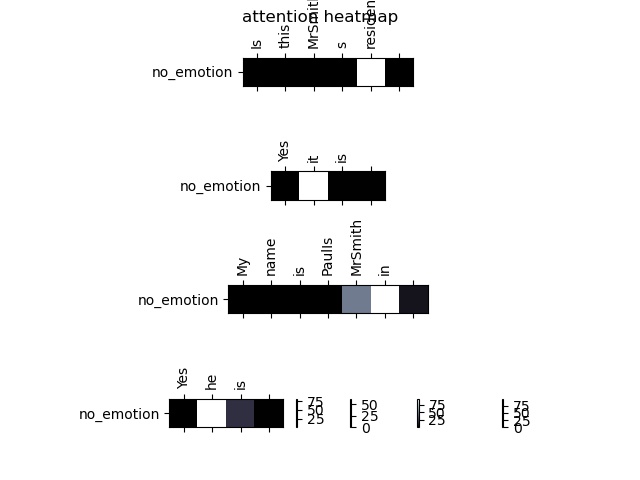 attention heatmap
Is this MrSmith s
no_emotion
Yes it is
no_emotion
My name is PaulIs MrSmith in
no_emotion
Yes he is
no_emotion
75 50 25
50 25 0
75 50 25
75 50 25 0